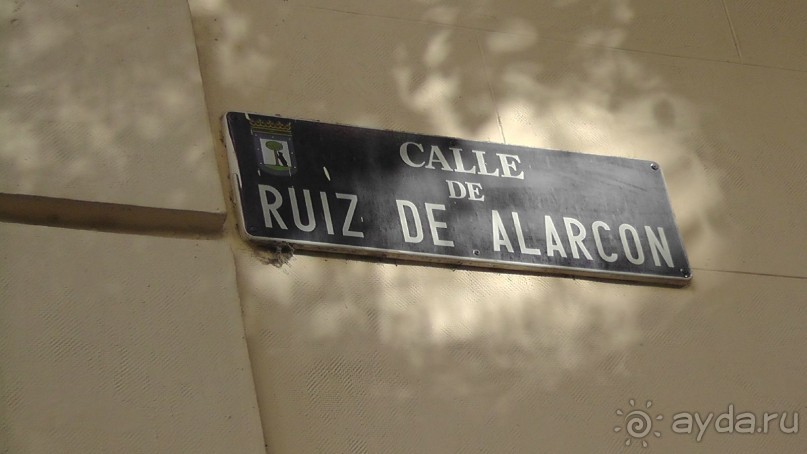 CALLE
DE
RUIZ DE ALARCON
ayda.ru